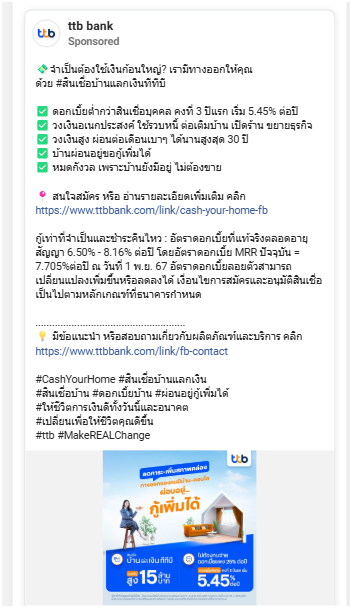 ttb bank
Sponsored
จำเป็นต้องใช้เงินก้อนใหญ่? เรามีทางออกให้คุณ
ด้วย #สินเชื่อบ้านแลกเงินทีทีบี
ดอกเบี้ยต่ำกว่าสินเชื่อบุคคล คงที่ 3 ปีแรก เริ่ม 5.45% ต่อปี
วงเงินอเนกประสงค์ ใช้รวบหนี้ ต่อเติมบ้าน เปิดร้าน ขยายธุรกิจ
วงเงินสูง ผ่อนต่อเดือนเบาๆ ได้นานสูงสุด 30 ปี
บ้านผ่อนอยู่ขอกู้เพิ่มได้
หมดกังวล เพราะบ้านยังมีอยู่ ไม่ต้องขาย
สนใจสมัคร หรือ อ่านรายละเอียดเพิ่มเติม คลิก
https://www.ttbbank.com/link/cash-your-home-fb
กู้เท่าที่จำเป็นและชำระคืนไหว : อัตราดอกเบี้ยที่แท้จริงตลอดอายุ
สัญญา 6.50% - 8.16% ต่อปี โดยอัตราดอกเบี้ย MRR ปัจจุบัน =
7.705%ต่อปี ณ วันที่ 1 พ.ย. 67 อัตราดอกเบี้ยลอยตัวสามารถ
เปลี่ยนแปลงเพิ่มขึ้นหรือลดลงได้ เงื่อนไขการสมัครและอนุมัติสินเชื่อ
เป็นไปตามหลักเกณฑ์ที่ธนาคารกำหนด
......................................................
มีข้อแนะนำ หรือสอบถามเกี่ยวกับผลิตภัณฑ์และบริการ คลิก
https://www.ttbbank.com/link/fb-contact
#CashYourHome #สินเชื่อบ้านแลกเงิน
#สินเชื่อบ้าน #ดอกเบี้ยบ้าน #ผ่อนอยู่กู้เพิ่มได้
#ให้ชีวิตการเงินดีทั้งวันนี้และอนาคต
#เปลี่ยนเพื่อให้ชีวิตคุณดีขึ้น
#ttb #MakeREALChange
ttb
ลดภาระ-เพิ่มสภาพคล่อง
ผ่อนอยู่...
กู้เพิ่มได้
สูง 15 ล้านบาท
5.45% ต่อปี